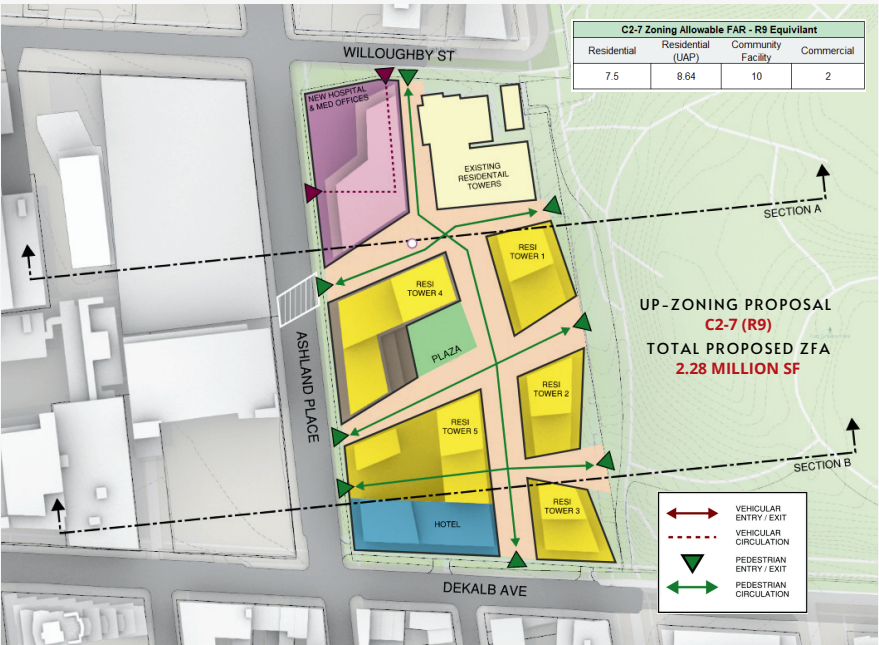 WILLOUGHBY ST
C2-7 Zoning Allowable FAR - R9 Equivilant
Residential
Residential (UAP)
Community Facility
Commercial
7.5
8.64
10
2
NEW HOSPITAL
& MED OFFICES
EXISTING
RESIDENTAIL
TOWERS
SECTION A
RESI
TOWER 1
RESI
TOWER 4
UP-ZONING PROPOSAL
C2-7 (R9)
TOTAL PROPOSED ZFA
2.28 MILLION SF
PLAZA
ASHLAND PLACE
RESI
TOWER 2
RESI
TOWER 5
SECTION B
RESI
TOWER 3
HOTEL
VEHICULAR
ENTRY / EXIT
VEHICULAR
CIRCULATION
PEDESTRIAN
ENTRY / EXIT
PEDESTRIAN
CIRCULATION
DEKALB AVE